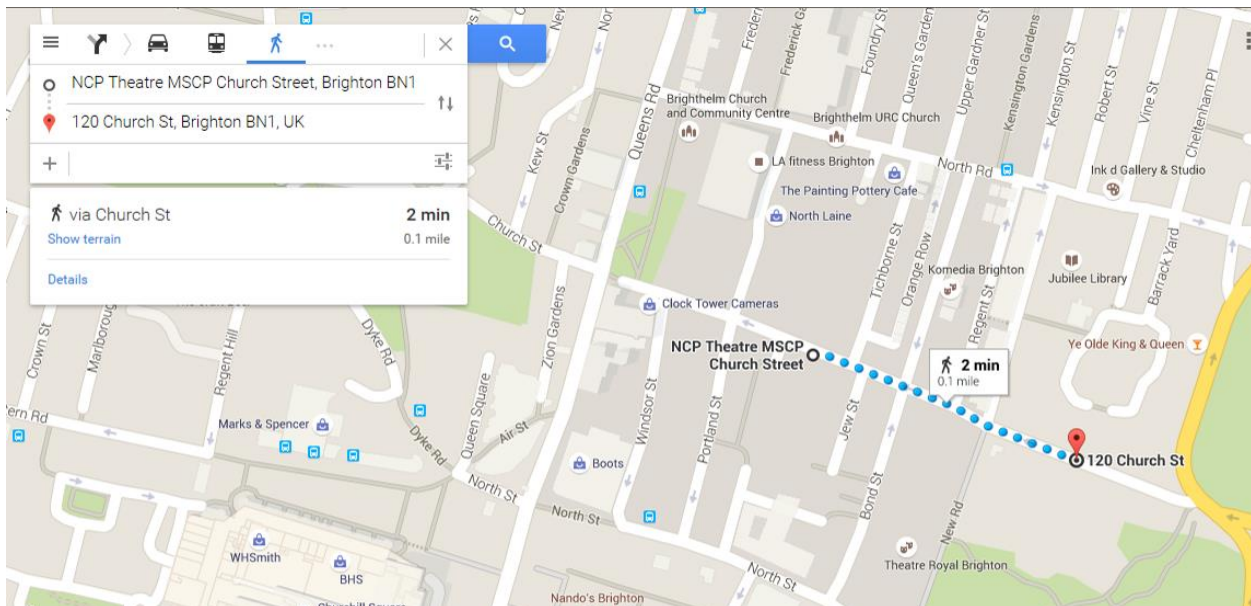 NCP Theatre MSCP Church Street, Brighton BN1
120 Church St, Brighton BN1, UK
via Church St
2 min
Show terrain
0.1 mile
Details
Queens Rd
Foundry St
Queen's Gardens
Upper Gardner St
Kensington Gardens
Kensington St
Robert St
Vine St
Cheltenham Pl
Frederick Gardens
Kew St
Crown Gardens
Brighthelm Church
and Community Centre
Brighthelm URC Church
LA fitness Brighton
North Rd
Ink d Gallery & Studio
The Painting Pottery Cafe
North Laine
Church St
Tichborne St
Orange Row
Komedia Brighton
Regent St
Jubilee Library
Barrack Yard
Clock Tower Cameras
Zion Gardens
Crown St
Regent Hill
Dyke Rd
NCP Theatre MSCP
Church Street
2 min
0.1 mile
Ye Olde King & Queen
Windsor St
Portland St
Jew St
Bond St
Queen Square
Air St
Marks & Spencer
Dyke Rd
120 Church St
Boots
North St
North St
New Rd
WHSmith
BHS
Theatre Royal Brighton
North St
Nando's Brighton